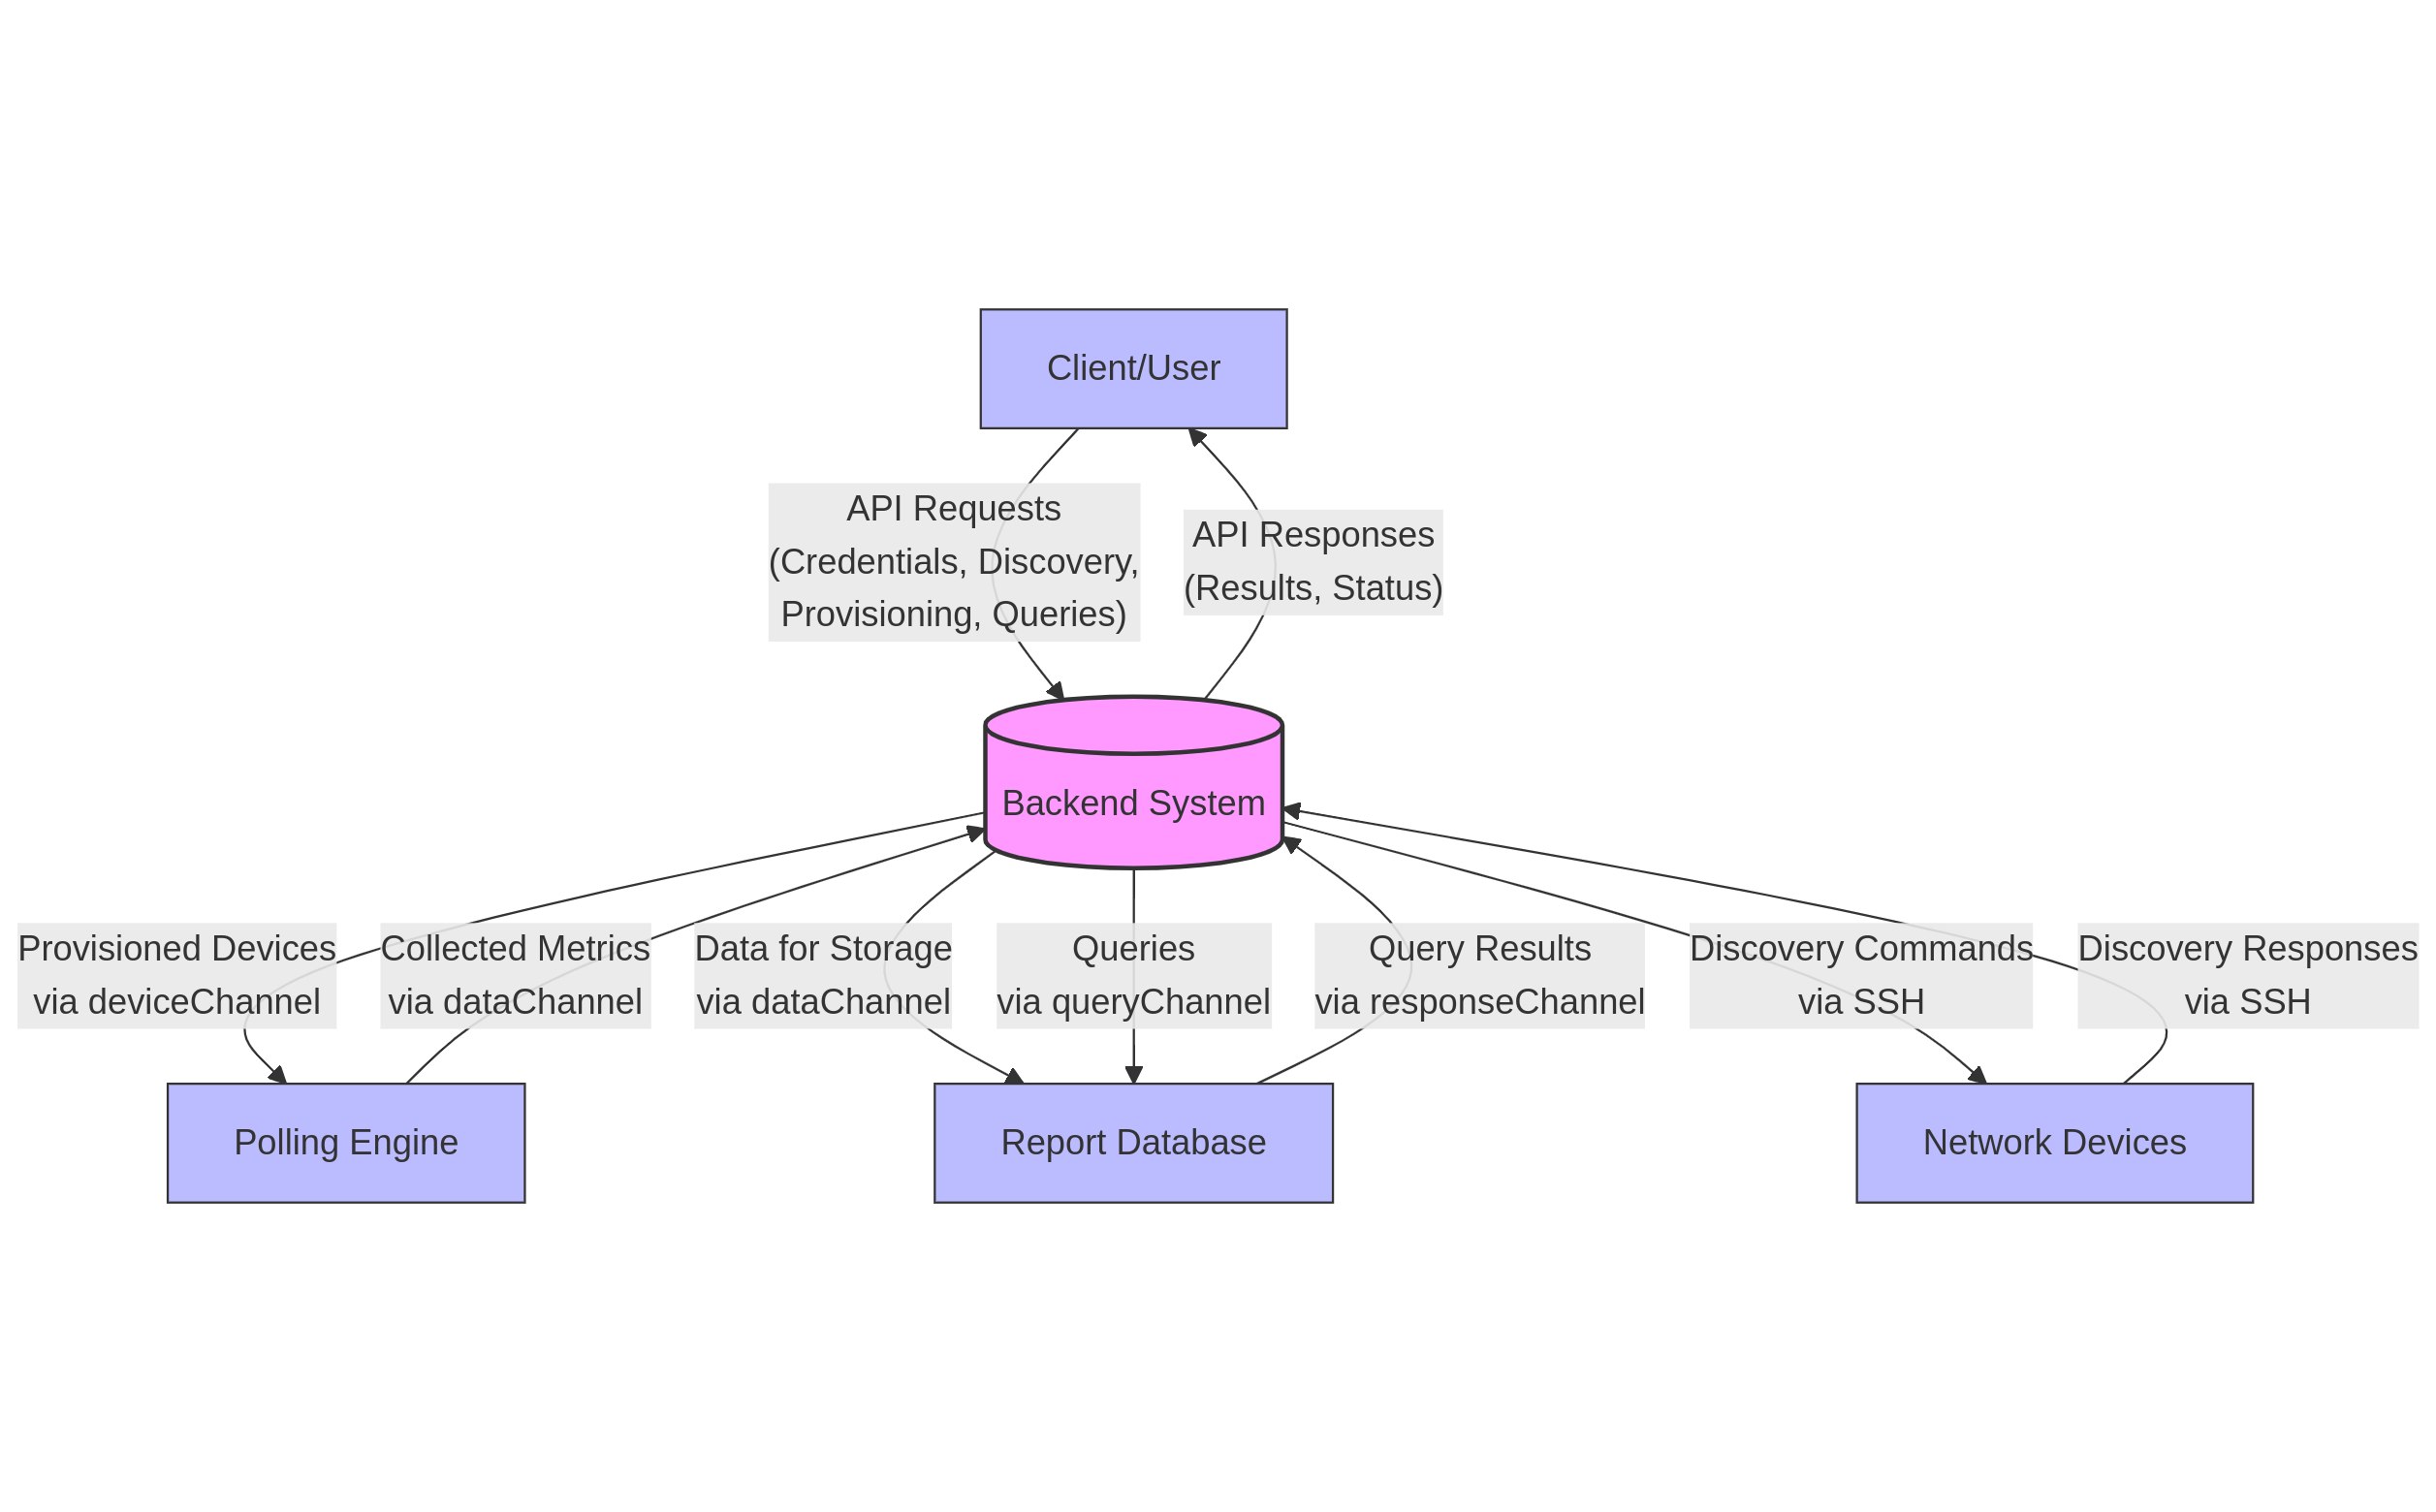 Client/User
API Requests
(Credentials, Discovery,
Provisioning, Queries)
API Responses
(Results, Status)
Backend System
Provisioned Devices
via deviceChannel
Collected Metrics
via dataChannel
Data for Storage
via dataChannel
Queries
via queryChannel
Query Results
via responseChannel
Discovery Commands
via SSH
Discovery Responses
via SSH
Polling Engine
Report Database
Network Devices